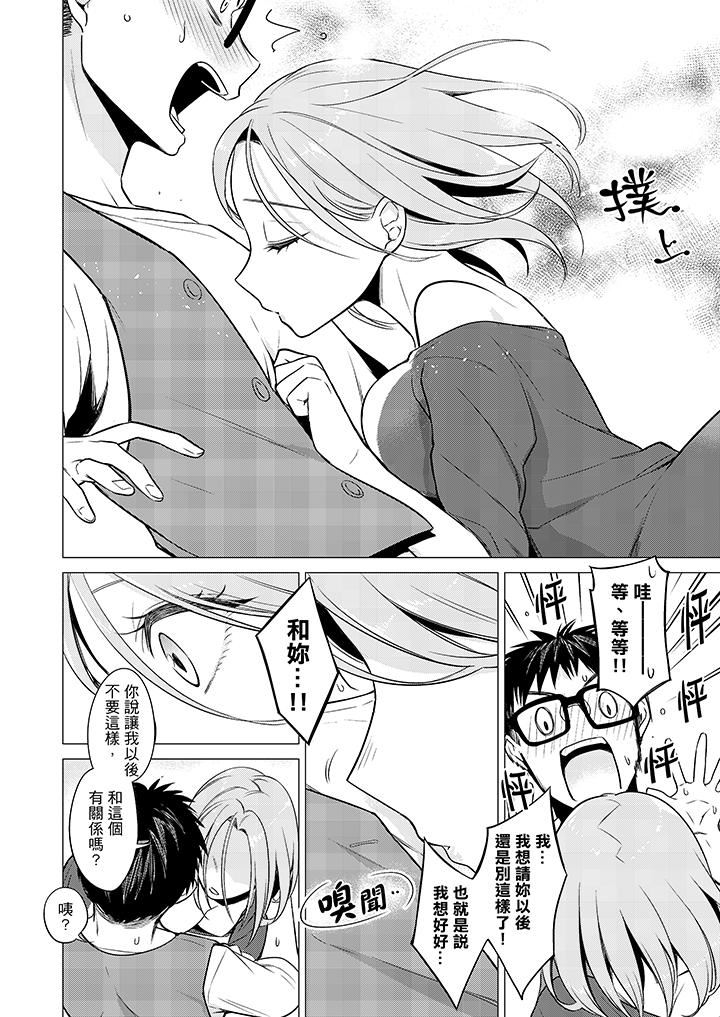 撲上
哇——
等、等等!!
怦
怦
怦
怦
怦
我…
我想請妳以後
還是別這樣了！
也就是說
我想好好…
和妳…!!
嗅聞…
你說讓我以後
不要這樣，
和這個
有關係嗎？
咦？